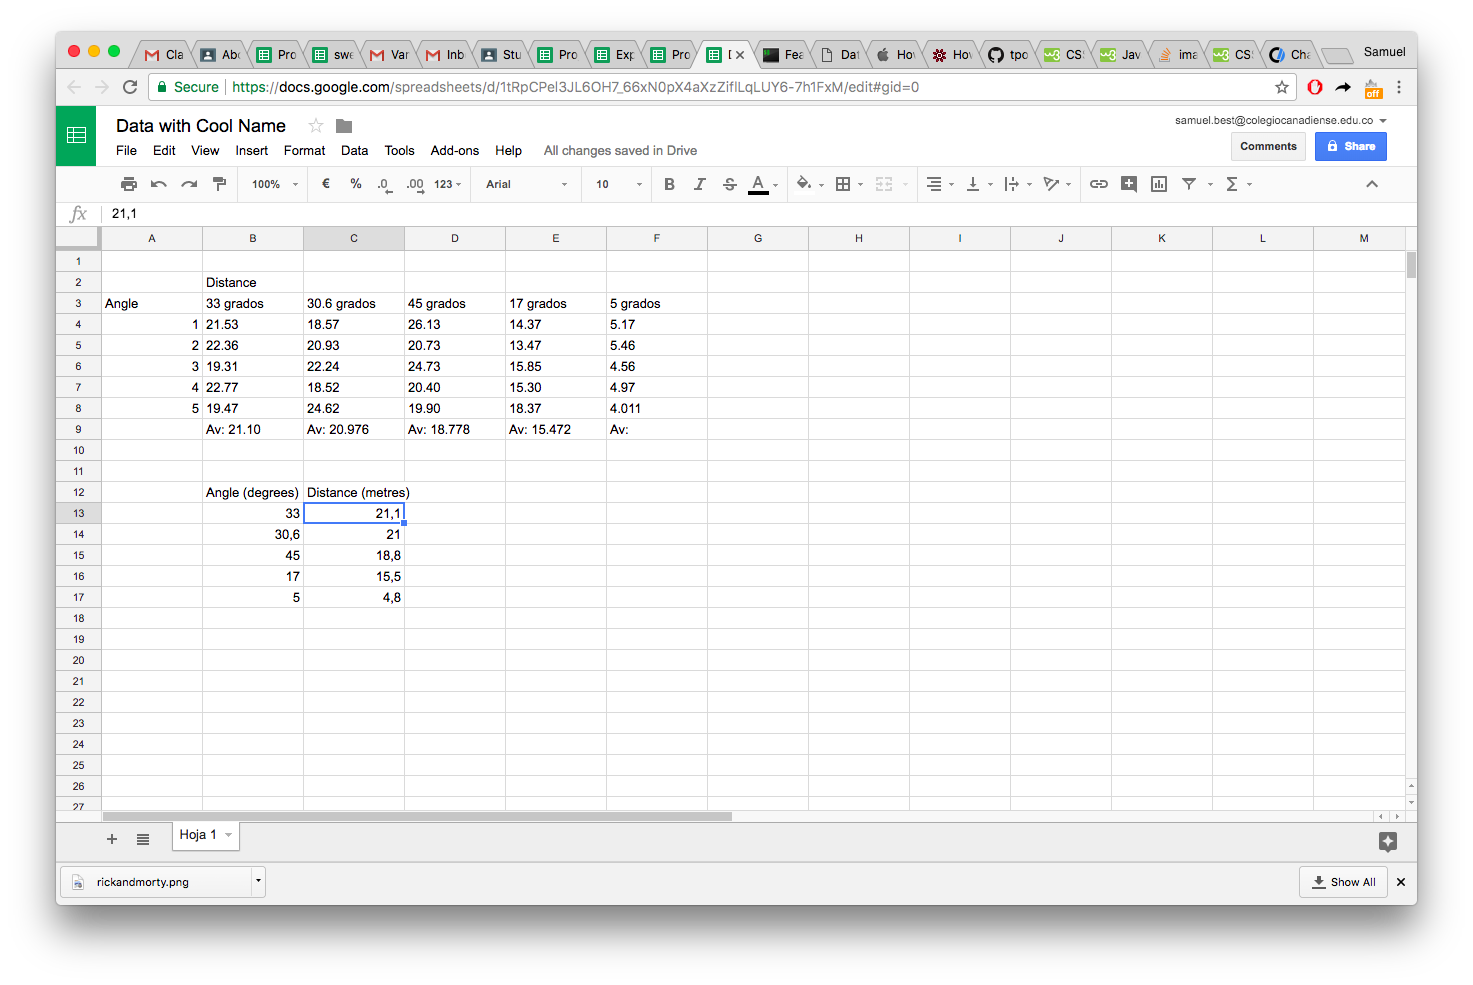 Cla Abo Pro swe Var Inb Stu Pro Exp Pro Fea Dat Ho Ho tpo CS Jav ima CS Cha Samuel
Secure https://docs.google.com/spreadsheets/d/1tRpCPel3JL6OH7_66xN0pX4aXzZiflLqLUY6-7h1FxM/edit#gid=0
off
Data with Cool Name
samuel.best@colegiocanadiense.edu.co
File Edit View Insert Format Data Tools Add-ons Help All changes saved in Drive
Comments Share
100% € % .0 .00 123 Arial 10 B I S A Σ
fx 21,1
A B C D E F G H I J K L M
1
2 Distance
3 Angle 33 grados 30.6 grados 45 grados 17 grados 5 grados
4 1 21.53 18.57 26.13 14.37 5.17
5 2 22.36 20.93 20.73 13.47 5.46
6 3 19.31 22.24 24.73 15.85 4.56
7 4 22.77 18.52 20.40 15.30 4.97
8 5 19.47 24.62 19.90 18.37 4.011
9 Av: 21.10 Av: 20.976 Av: 18.778 Av: 15.472 Av:
10
11
12 Angle (degrees) Distance (metres)
13 33 21,1
14 30,6 21
15 45 18,8
16 17 15,5
17 5 4,8
18
19
20
21
22
23
24
25
26
27
+ Hoja 1
rickandmorty.png Show All